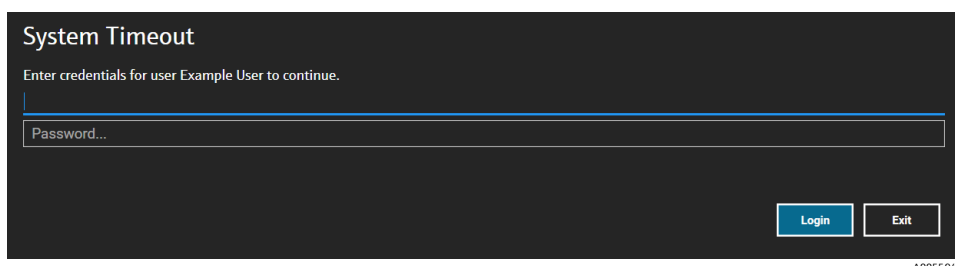 System Timeout
Enter credentials for user Example User to continue.
Password...
Login Exit